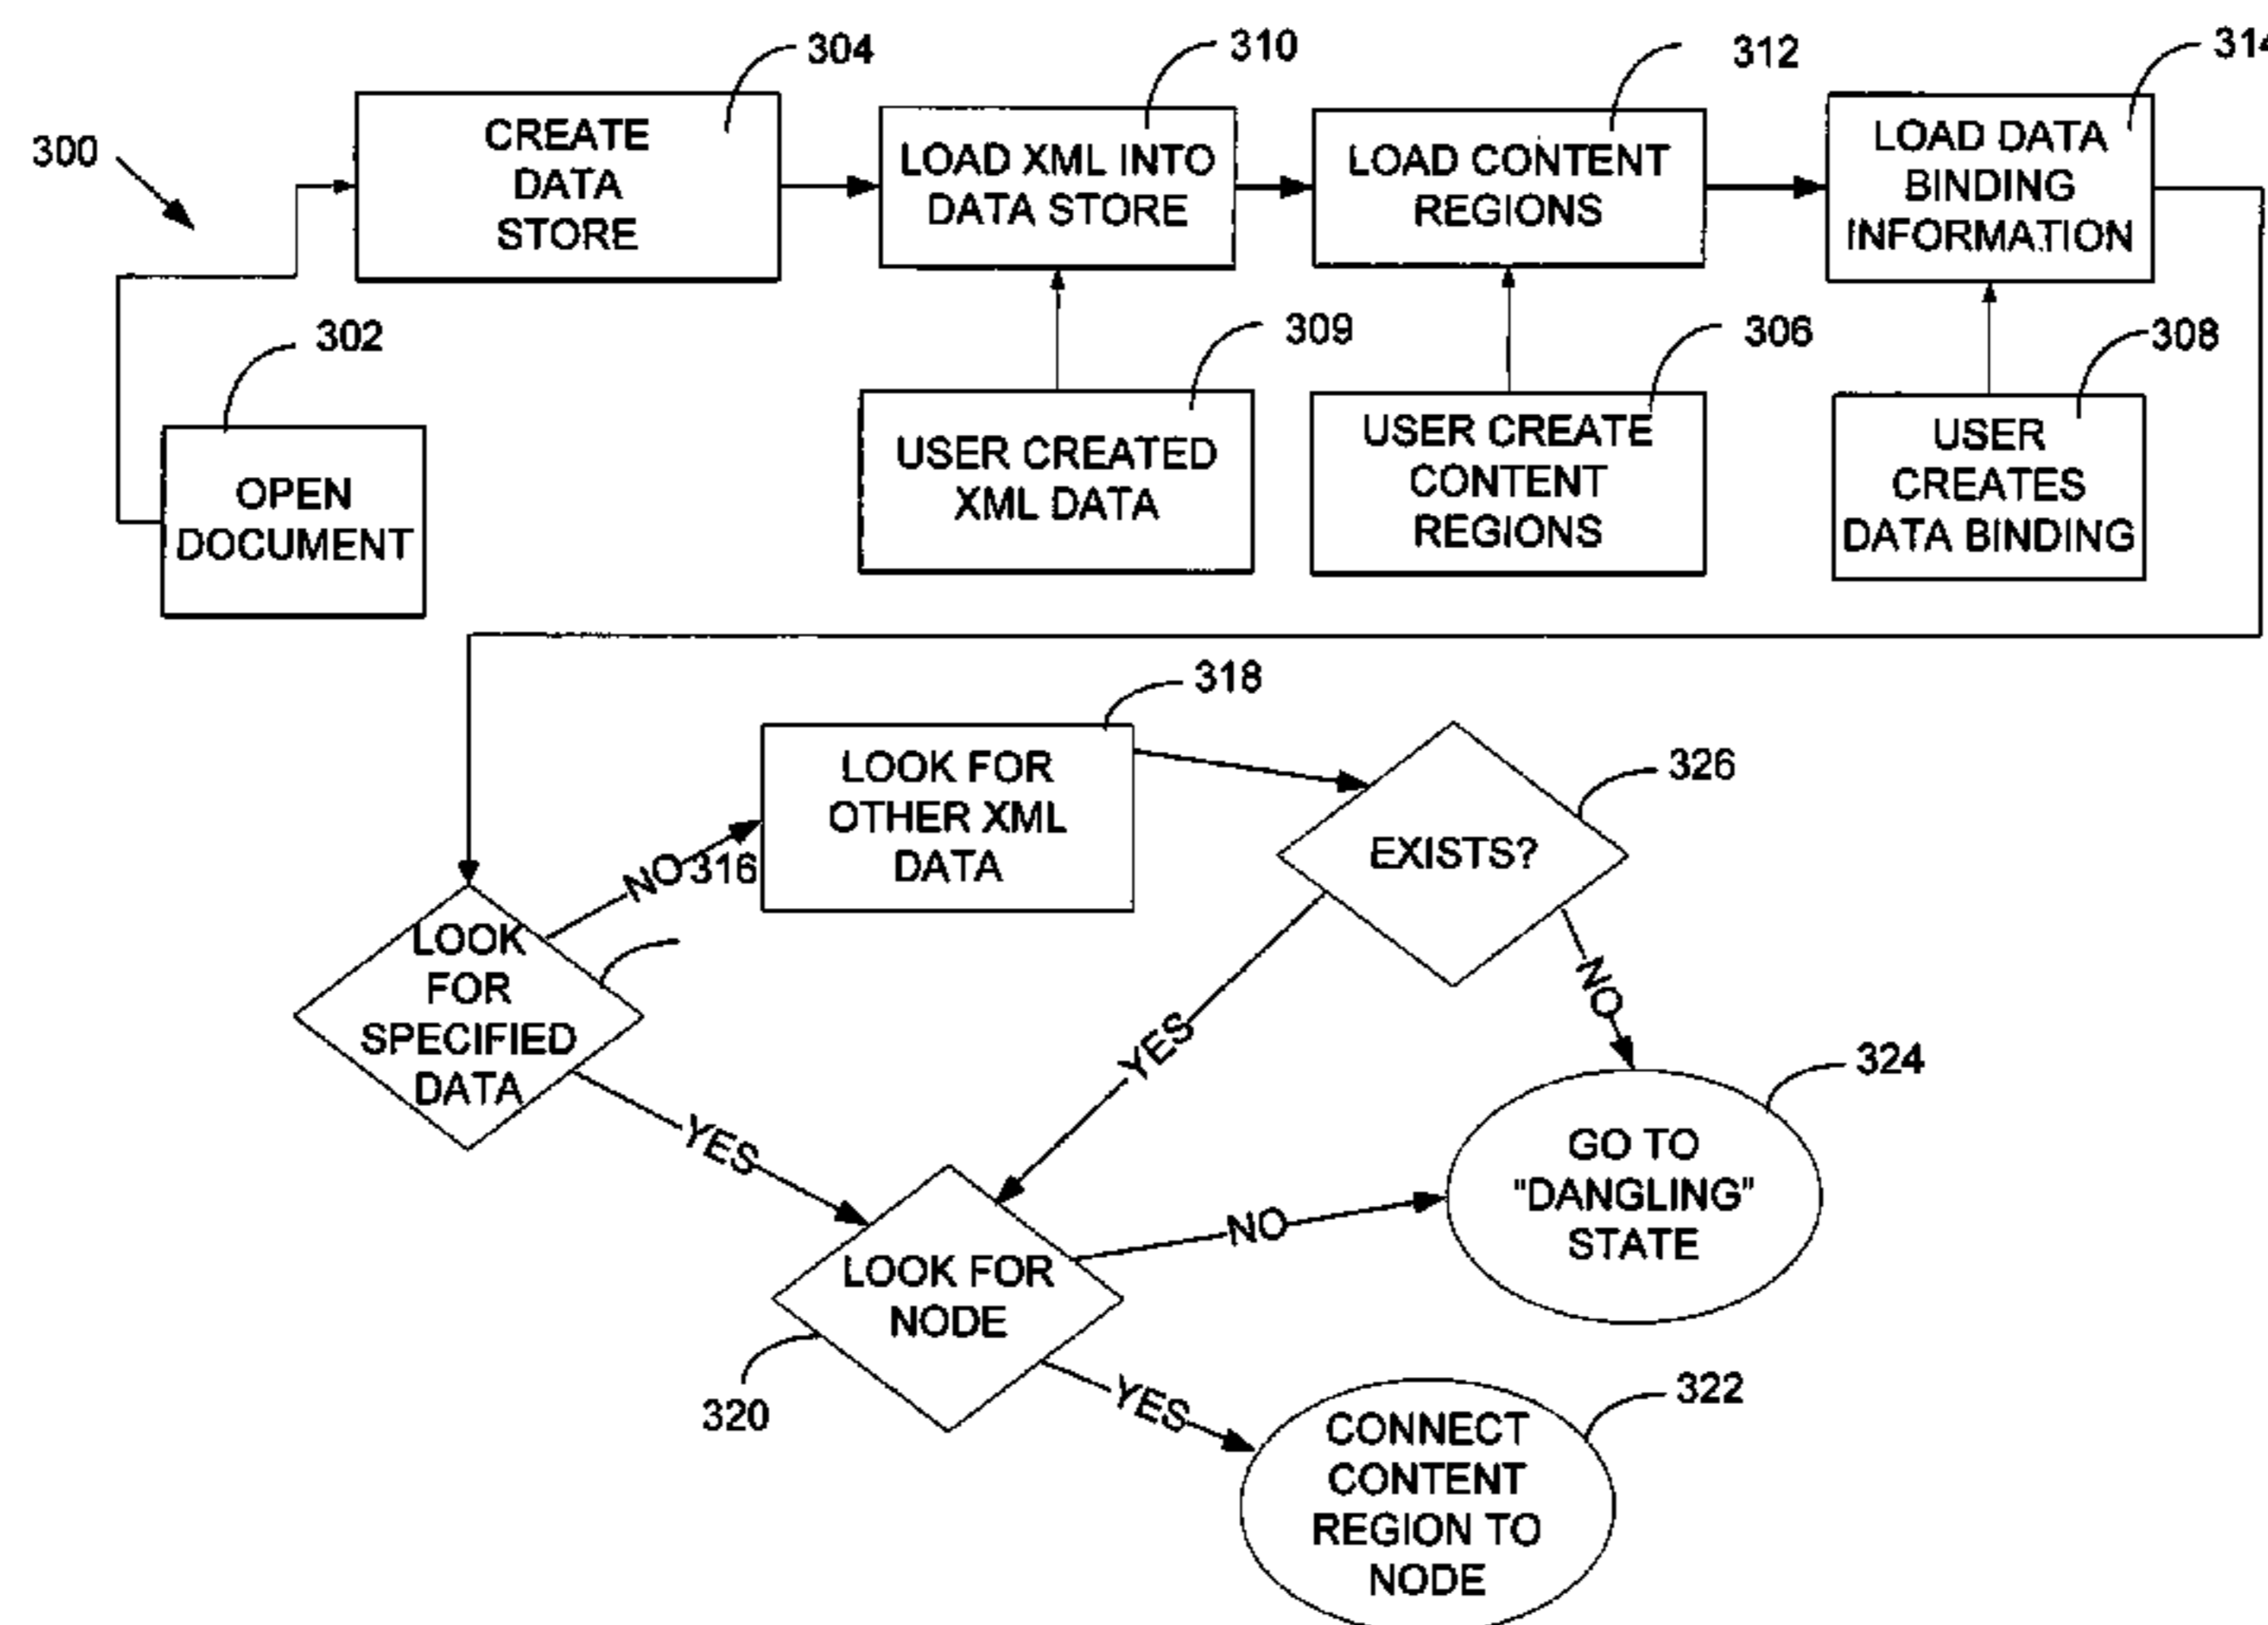 300
304
310
312
314
CREATE
DATA
STORE
LOAD XML INTO
DATA STORE
LOAD CONTENT
REGIONS
LOAD DATA
BINDING
INFORMATION
302
309
306
308
OPEN
DOCUMENT
USER CREATED
XML DATA
USER CREATE
CONTENT
REGIONS
USER
CREATES
DATA BINDING
318
LOOK FOR
OTHER XML
DATA
326
EXISTS?
NO
316
LOOK
FOR
SPECIFIED
DATA
NO
YES
YES
324
GO TO
"DANGLING"
STATE
NO
LOOK FOR
NODE
320
YES
322
CONNECT
CONTENT
REGION TO
NODE